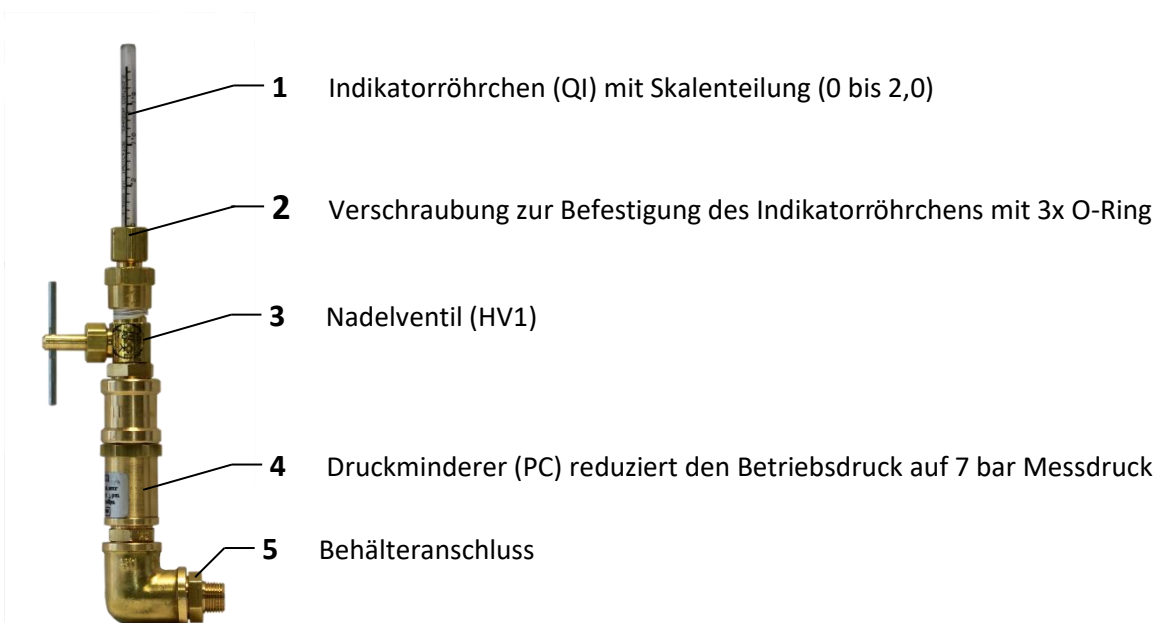 1 Indikatorröhrchen (QI) mit Skalenteilung (0 bis 2,0)
2 Verschraubung zur Befestigung des Indikatorröhrchens mit 3x O-Ring
3 Nadelventil (HV1)
4 Druckminderer (PC) reduziert den Betriebsdruck auf 7 bar Messdruck
5 Behälteranschluss